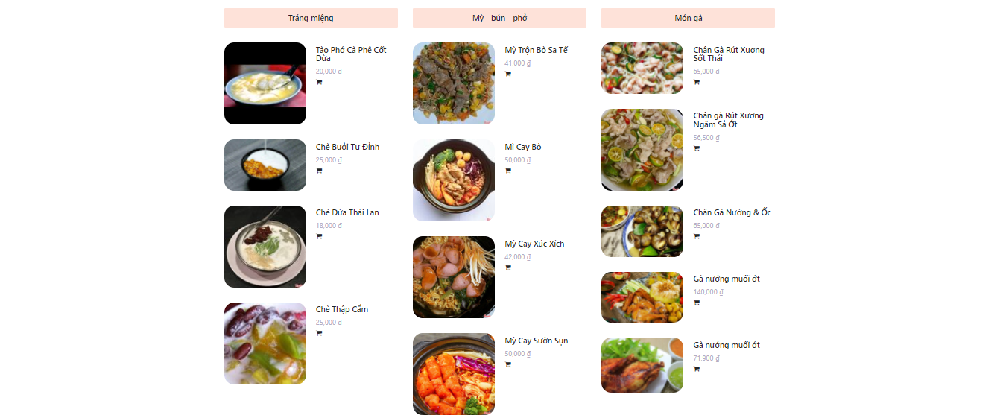 Tráng miệng
Tào Phớ Cà Phê Cốt
Dừa
20,000 ₫
Chè Bưởi Tư Đỉnh
25,000 ₫
Chè Dừa Thái Lan
18,000 ₫
Chè Thập Cẩm
25,000 ₫
Mỳ - bún - phở
Mỳ Trộn Bò Sa Tế
41,000 ₫
Mì Cay Bò
50,000 ₫
Mỳ Cay Xúc Xích
42,000 ₫
Mỳ Cay Sườn Sụn
50,000 ₫
Món gà
Chân Gà Rút Xương
Sốt Thái
65,000 ₫
Chân gà Rút Xương
Ngâm Sả Ớt
56,500 ₫
Chân Gà Nướng & Ốc
65,000 ₫
Gà nướng muối ớt
140,000 ₫
Gà nướng muối ớt
71,900 ₫